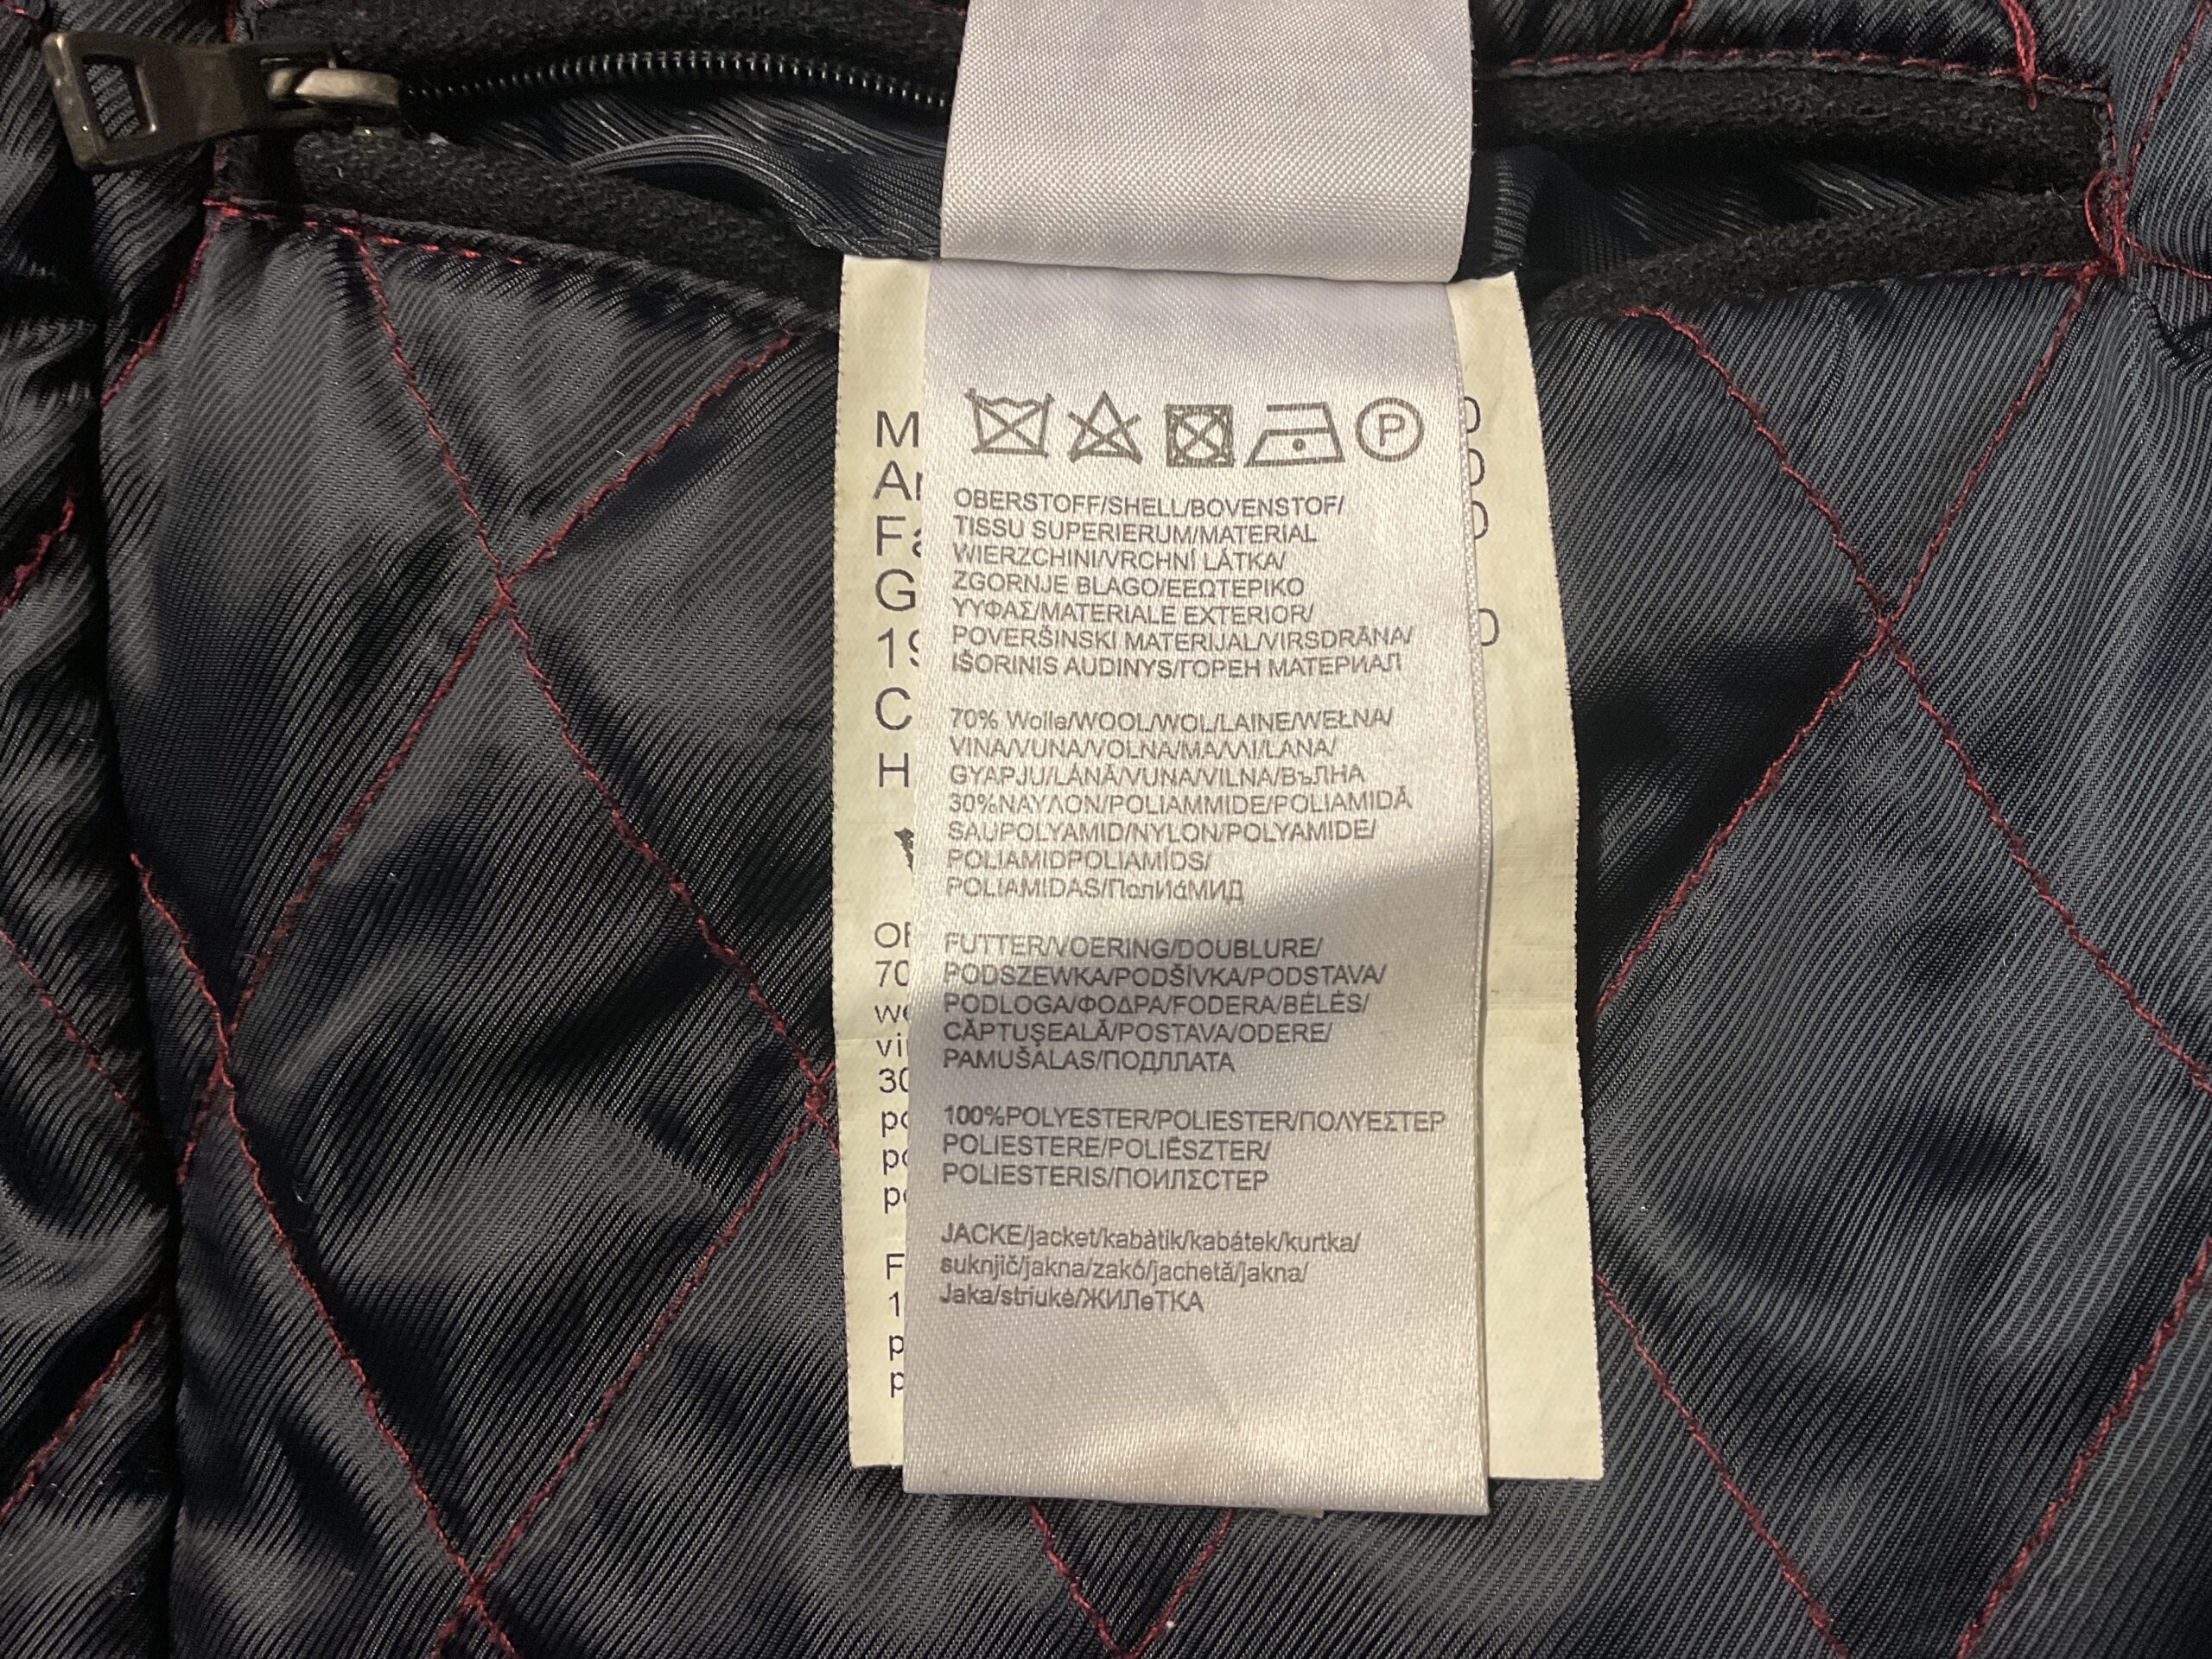 P
OBERSTOFF/SHELL/BOVENSTOF/
TISSU SUPERIERUM/MATERIAL
WIERZCHINI/VRCHNÍ LÁTKA/
ZGORNJE BLAGO/ΕΕΩΤΕΡΙΚΟ
ΥΥΦΑΣ/MATERIALE EXTERIOR/
POVERŠINSKI MATERIJAL/VIRSDRĀNA/
IŠORINIS AUDINYS/ГОРЕН МАТЕРИАЛ
70% Wolle/WOOL/WOL/LAINE/WEŁNA/
VINA/VUNA/VOLNA/ΜΑΛΛΙ/LANA/
GYAPJU/LÂNĂ/VUNA/VILNA/ВъЛНА
30%ΝΑΥΛΟΝ/POLIAMMIDE/POLIAMIDĂ
SAUPOLYAMID/NYLON/POLYAMIDE/
POLIAMIDPOLIAMĪDS/
POLIAMIDAS/ПолИáМИД
FUTTER/VOERING/DOUBLURE/
PODSZEWKA/PODŠÍVKA/PODSTAVA/
PODLOGA/ΦΟΔΡΑ/FODERA/BÉLÉS/
CĂPTUŞEALĂ/POSTAVA/ODERE/
PAMUŠALAS/ПОДПЛАТА
100%POLYESTER/POLIESTER/ΠΟΛΥΕΣΤΕΡ
POLIESTERE/POLIÉSZTER/
POLIESTERIS/ПОИЛΣСТЕР
JACKE/jacket/kabàtik/kabátek/kurtka/
suknjič/jakna/zakó/jachetă/jakna/
Jaka/striukė/ЖИЛеТКА